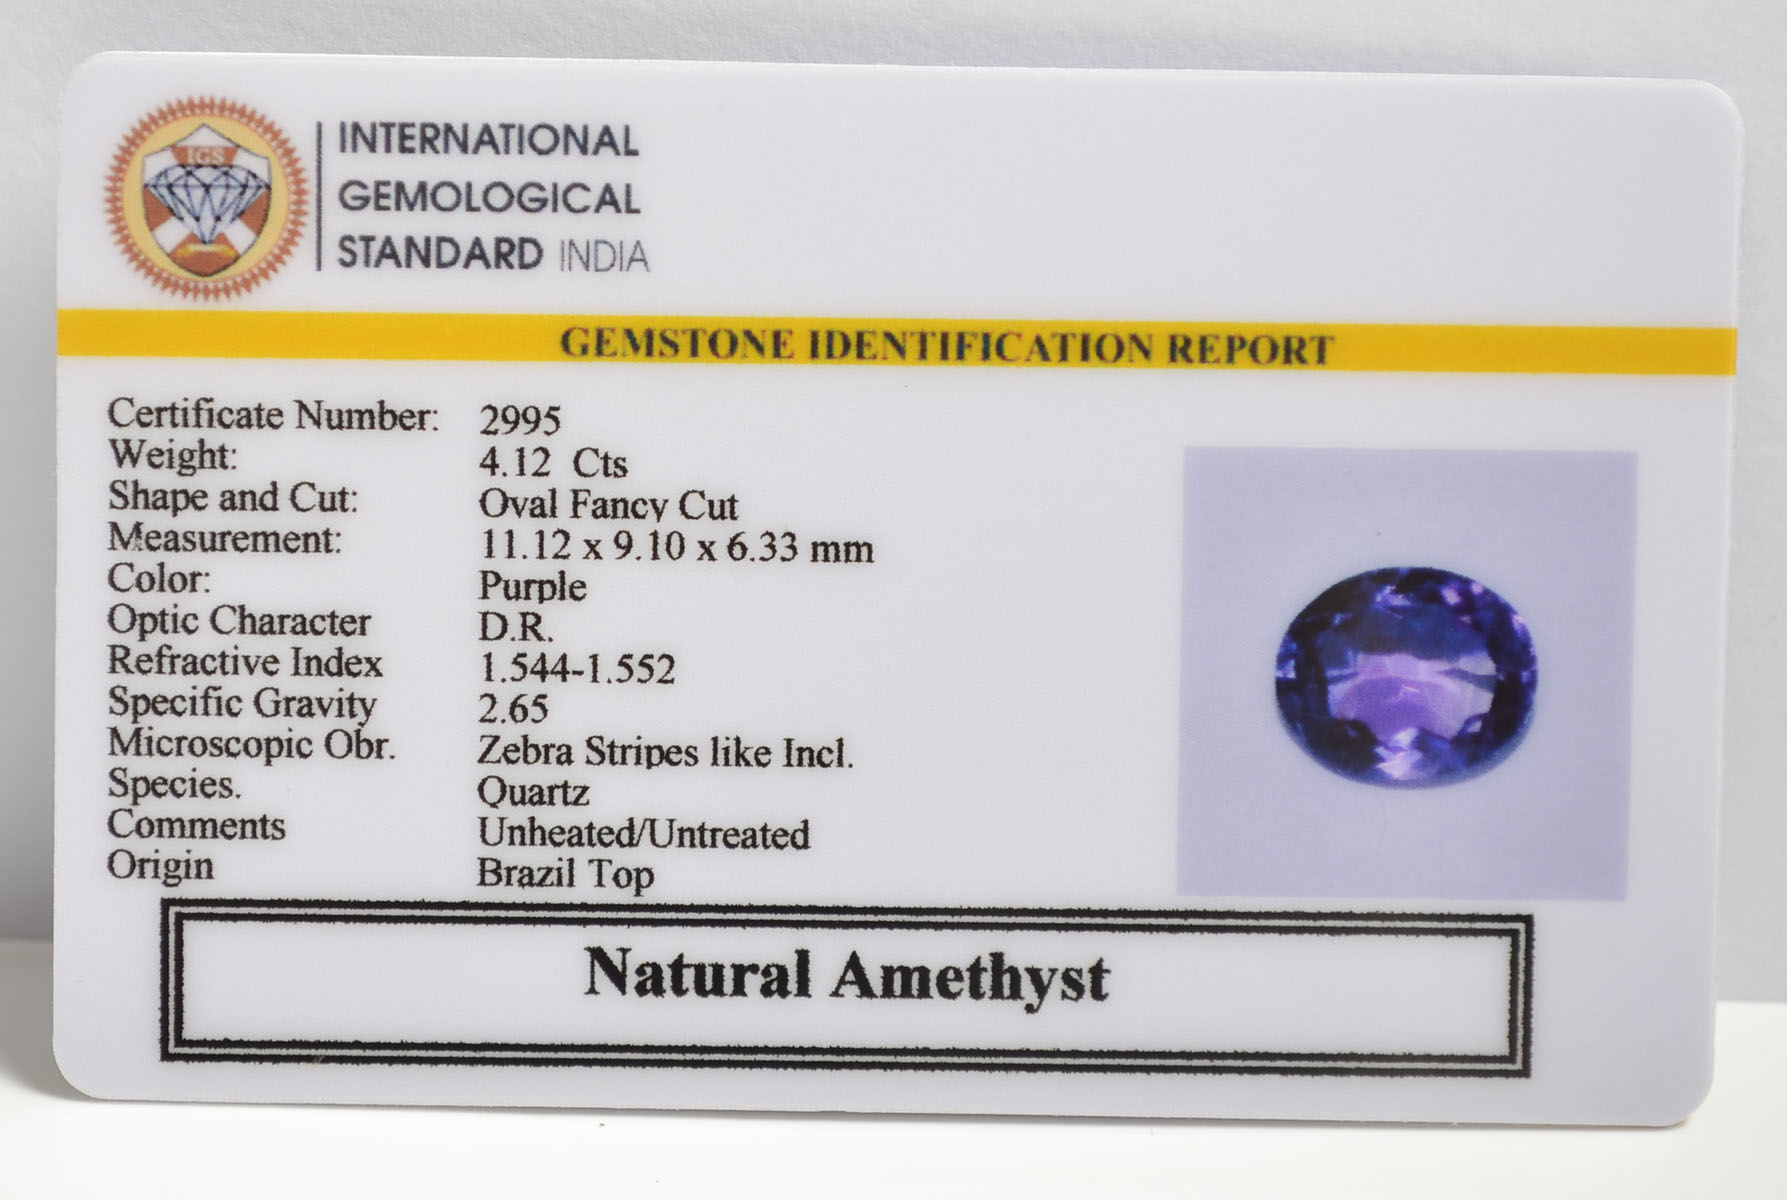 IGS
INTERNATIONAL
GEMOLOGICAL
STANDARD INDIA
GEMSTONE IDENTIFICATION REPORT
Certificate Number: 2995
Weight: 4.12 Cts
Shape and Cut: Oval Fancy Cut
Measurement: 11.12 x 9.10 x 6.33 mm
Color: Purple
Optic Character D.R.
Refractive Index 1.544-1.552
Specific Gravity 2.65
Microscopic Obr. Zebra Stripes like Incl.
Species. Quartz
Comments Unheated/Untreated
Origin Brazil Top
Natural Amethyst